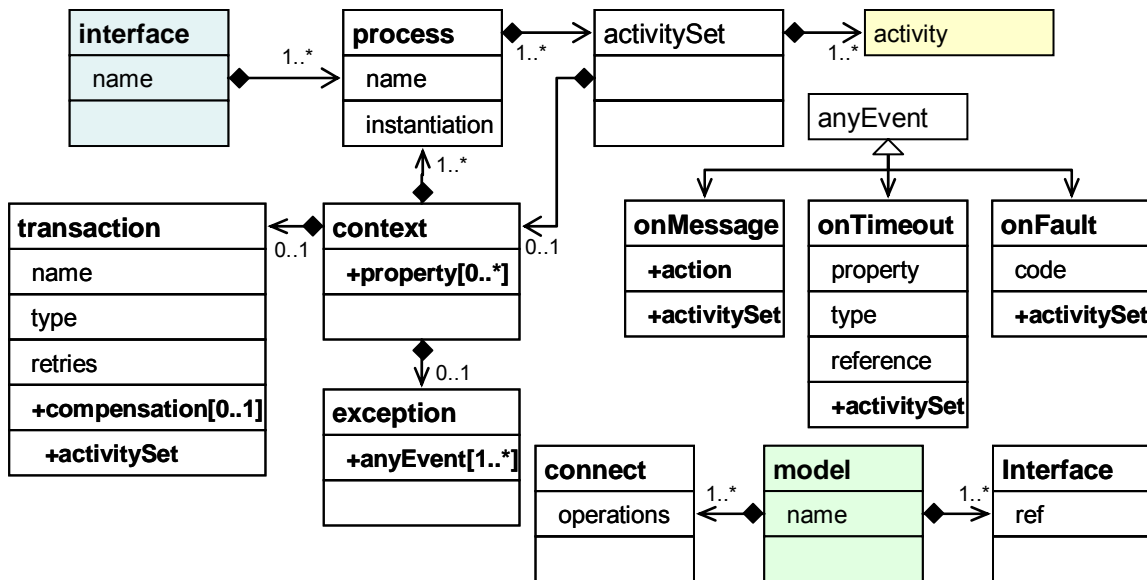 interface
name
1..*
process
name
instantiation
1..*
activitySet
1..*
activity
anyEvent
1..*
transaction
name
type
retries
+compensation[0..1]
+activitySet
0..1
context
+property[0..*]
0..1
0..1
exception
+anyEvent[1..*]
onMessage
+action
+activitySet
onTimeout
property
type
reference
+activitySet
onFault
code
+activitySet
connect
operations
1..*
model
name
1..*
Interface
ref